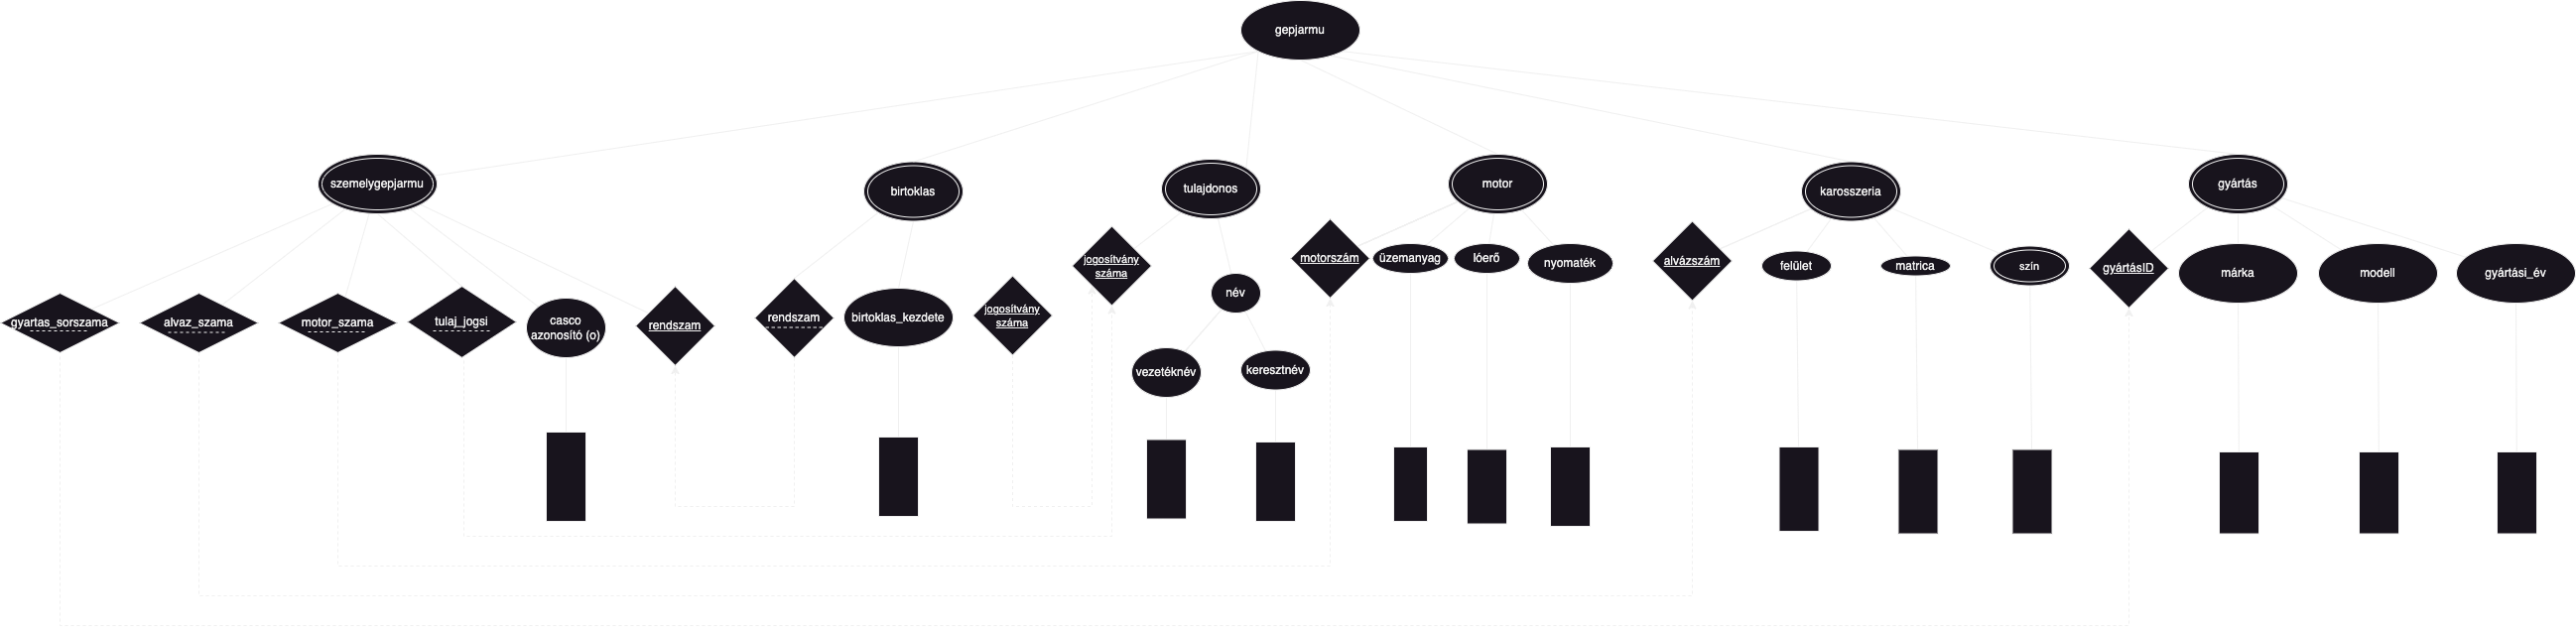 gepjarmu
szemelygepjarmu
birtoklas
tulajdonos
motor
karosszeria
gyártás
gyartas_sorszama
alvaz_szama
motor_szama
tulaj_jogsi
casco
azonosító (o)
rendszam
rendszam
birtoklas_kezdete
jogosítvány
száma
jogosítvány
száma
név
vezetéknév
keresztnév
motorszám
üzemanyag
lóerő
nyomaték
alvázszám
felület
matrica
szín
gyártásID
márka
modell
gyártási_év